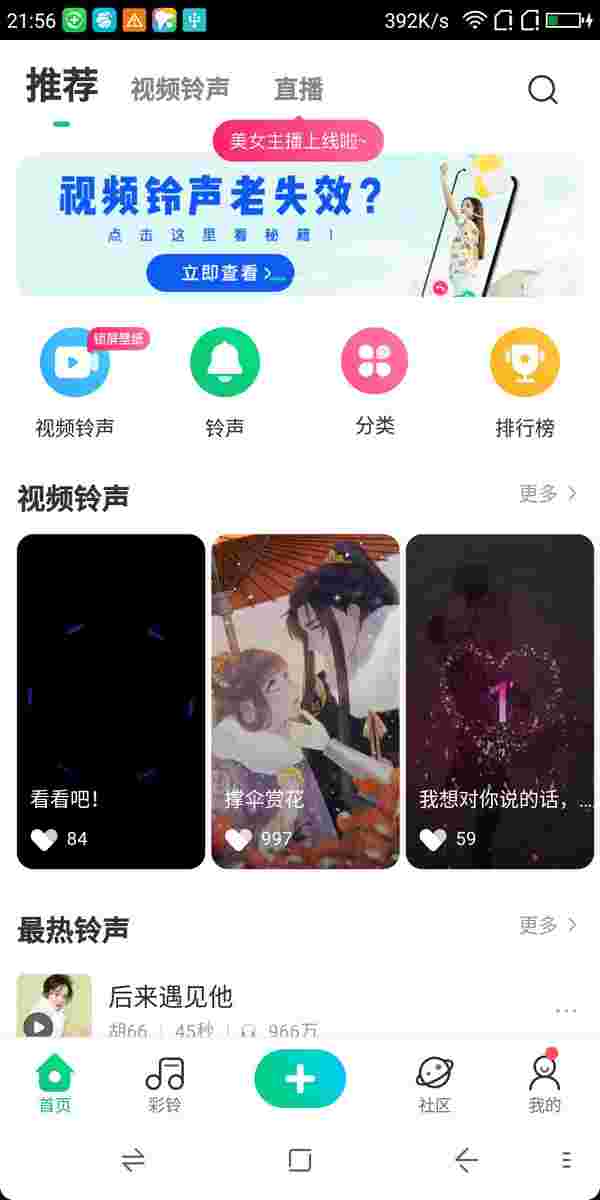 21:56
392K/s
推荐
视频铃声
直播
美女主播上线啦~
视频铃声老失效?
点击这里看秘籍!
立即查看
锁屏壁纸
视频铃声
铃声
分类
排行榜
视频铃声
更多
看看吧!
84
撑伞赏花
997
我想对你说的话，...
59
最热铃声
更多
后来遇见他
胡66
45秒
966万
首页
彩铃
社区
我的